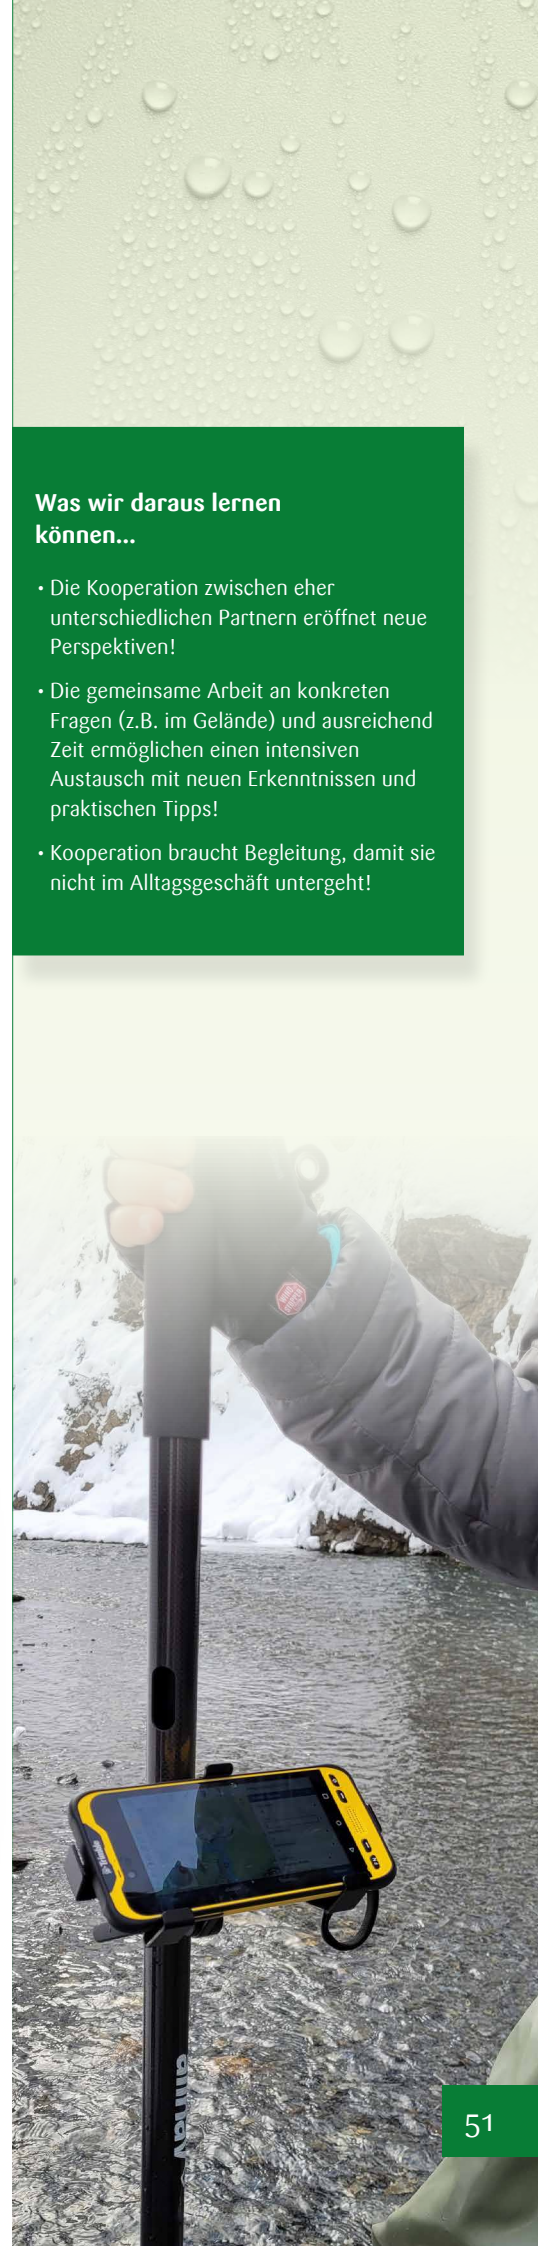 Was wir daraus lernen
können...
• Die Kooperation zwischen eher
unterschiedlichen Partnern eröffnet neue
Perspektiven!
• Die gemeinsame Arbeit an konkreten
Fragen (z.B. im Gelände) und ausreichend
Zeit ermöglichen einen intensiven
Austausch mit neuen Erkenntnissen und
praktischen Tipps!
• Kooperation braucht Begleitung, damit sie
nicht im Alltagsgeschäft untergeht!
allnav
51